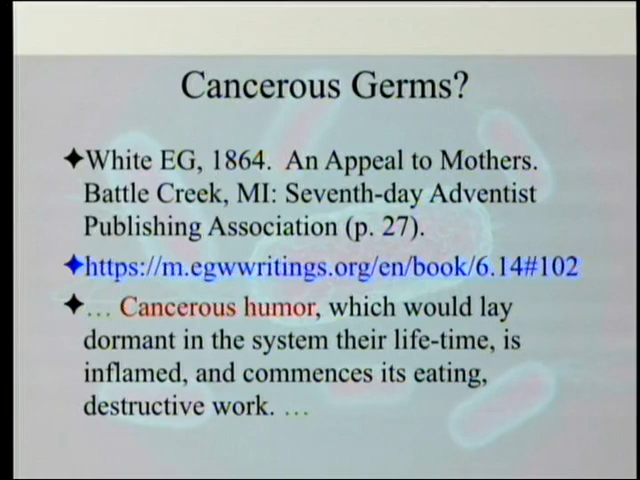 Cancerous Germs?
✦White EG, 1864. An Appeal to Mothers.
Battle Creek, MI: Seventh-day Adventist
Publishing Association (p. 27).
✦https://m.egwwritings.org/en/book/6.14#102
✦… Cancerous humor, which would lay
dormant in the system their life-time, is
inflamed, and commences its eating,
destructive work. …